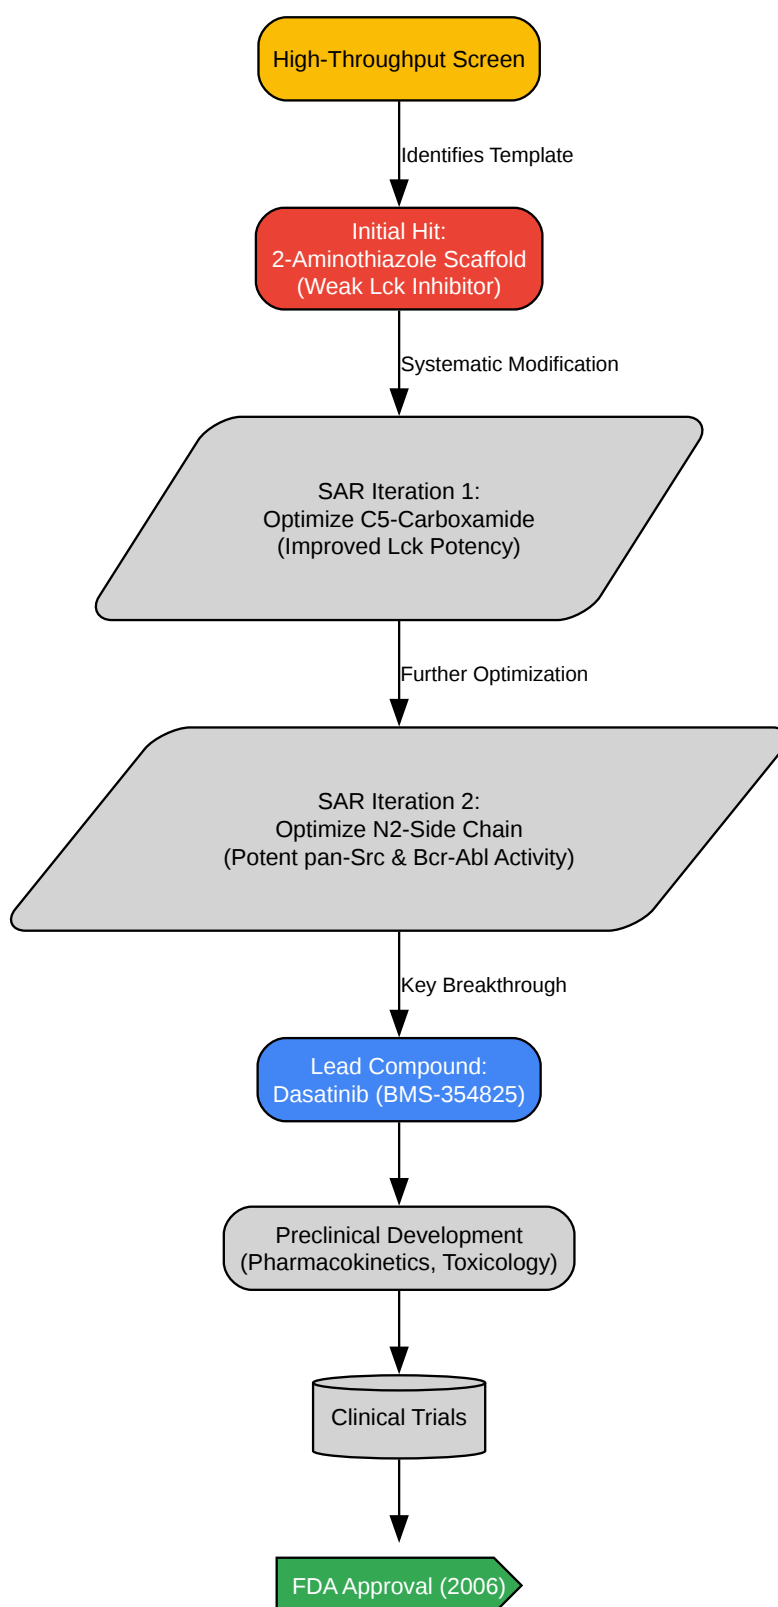 High-Throughput Screen
Identifies Template
Initial Hit:
2-Aminothiazole Scaffold
(Weak Lck Inhibitor)
Systematic Modification
SAR Iteration 1:
Optimize C5-Carboxamide
(Improved Lck Potency)
Further Optimization
SAR Iteration 2:
Optimize N2-Side Chain
(Potent pan-Src & Bcr-Abl Activity)
Key Breakthrough
Lead Compound:
Dasatinib (BMS-354825)
Preclinical Development
(Pharmacokinetics, Toxicology)
Clinical Trials
FDA Approval (2006)